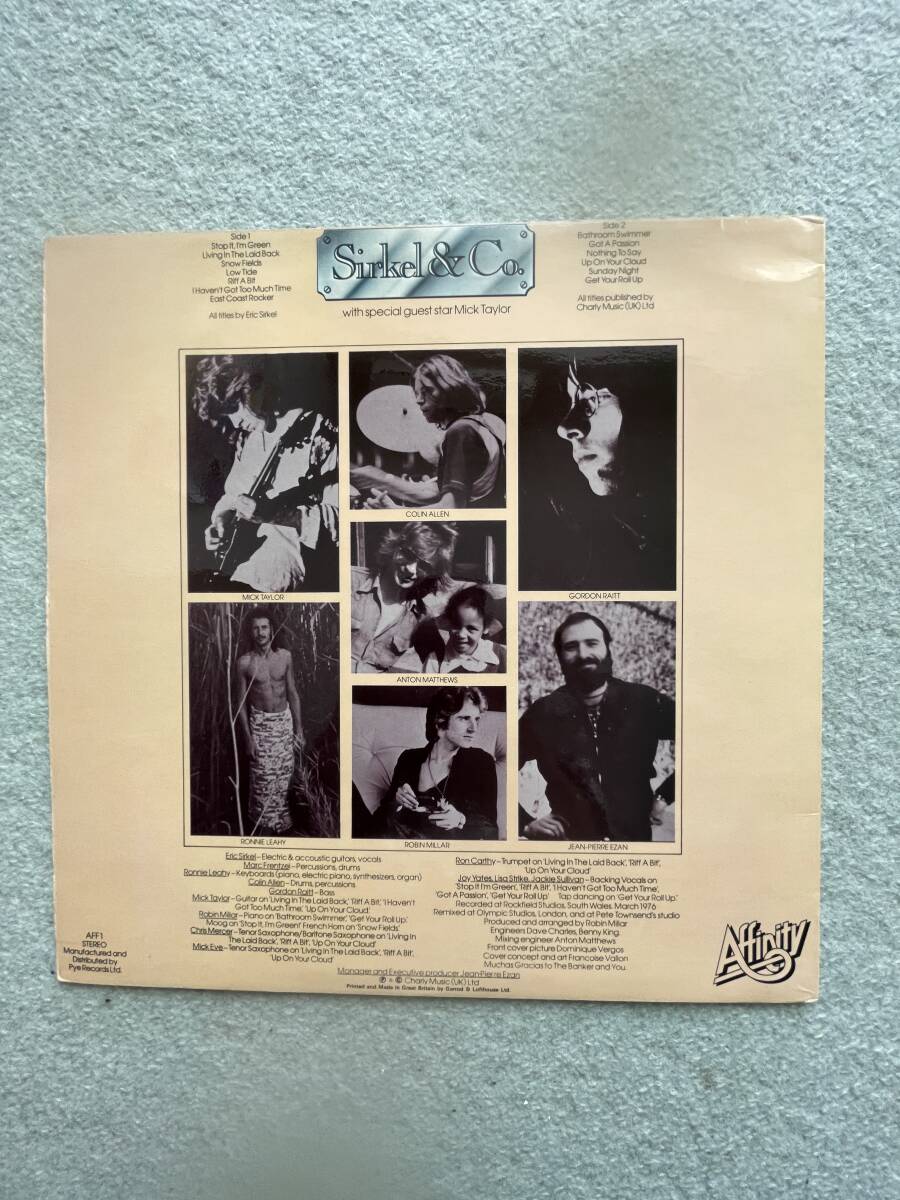 Side 1
Stop It, I'm Green
Living In The Laid Back
Snow Fields
Low Tide
Riff A Bit
I Haven't Got Too Much Time
East Coast Rocker
All titles by Eric Sirkel
Sirkel & Co.
with special guest star Mick Taylor
Side 2
Bathroom Swimmer
Got A Passion
Nothing To Say
Up On Your Cloud
Sunday Night
Get Your Roll Up
All titles published by
Charly Music (UK) Ltd
MICK TAYLOR
COLIN ALLEN
GORDON RAITT
ANTON MATTHEWS
RONNIE LEAHY
ROBIN MILLAR
JEAN-PIERRE EZAN
Eric Sirkel – Electric & accoustic guitars, vocals
Marc Frentzel – Percussions, drums
Ronnie Leahy – Keyboards (piano, electric piano, synthesizers, organ)
Colin Allen – Drums, percussions
Gordon Raitt – Bass
Mick Taylor – Guitar on 'Living In The Laid Back', 'Riff A Bit', 'I Haven't
Got Too Much Time', 'Up On Your Cloud'
Robin Millar – Piano on 'Bathroom Swimmer', 'Get Your Roll Up',
Moog on 'Stop It, I'm Green' French Horn on 'Snow Fields'
Chris Mercer – Tenor Saxophone/Baritone Saxophone on 'Living In
The Laid Back', 'Riff A Bit', 'Up On Your Cloud'
Mick Eve – Tenor Saxophone on 'Living In The Laid Back', 'Riff A Bit',
'Up On Your Cloud'
Ron Carthy – Trumpet on 'Living In The Laid Back', 'Riff A Bit',
'Up On Your Cloud'
Joy Yates, Lisa Strike, Jackie Sullivan – Backing Vocals on
'Stop It I'm Green', 'Riff A Bit', 'I Haven't Got Too Much Time',
'Got A Passion', 'Get Your Roll Up' Tap dancing on 'Get Your Roll Up.'
Recorded at Rockfield Studios, South Wales. March 1976
Remixed at Olympic Studios, London, and at Pete Townsend's studio
Produced and arranged by Robin Millar
Engineers Dave Charles, Benny King.
Mixing engineer Anton Matthews
Front cover picture Dominique Vergos
Cover concept and art Francoise Vallon
Muchas Gracias to The Banker and You.
Manager and Executive producer Jean-Pierre Ezan
℗ & © Charly Music (UK) Ltd
Printed and Made in Great Britain by Garrod & Lofthouse Ltd.
AFF 1
STEREO
Manufactured and
Distributed by
Pye Records Ltd.
Affinity